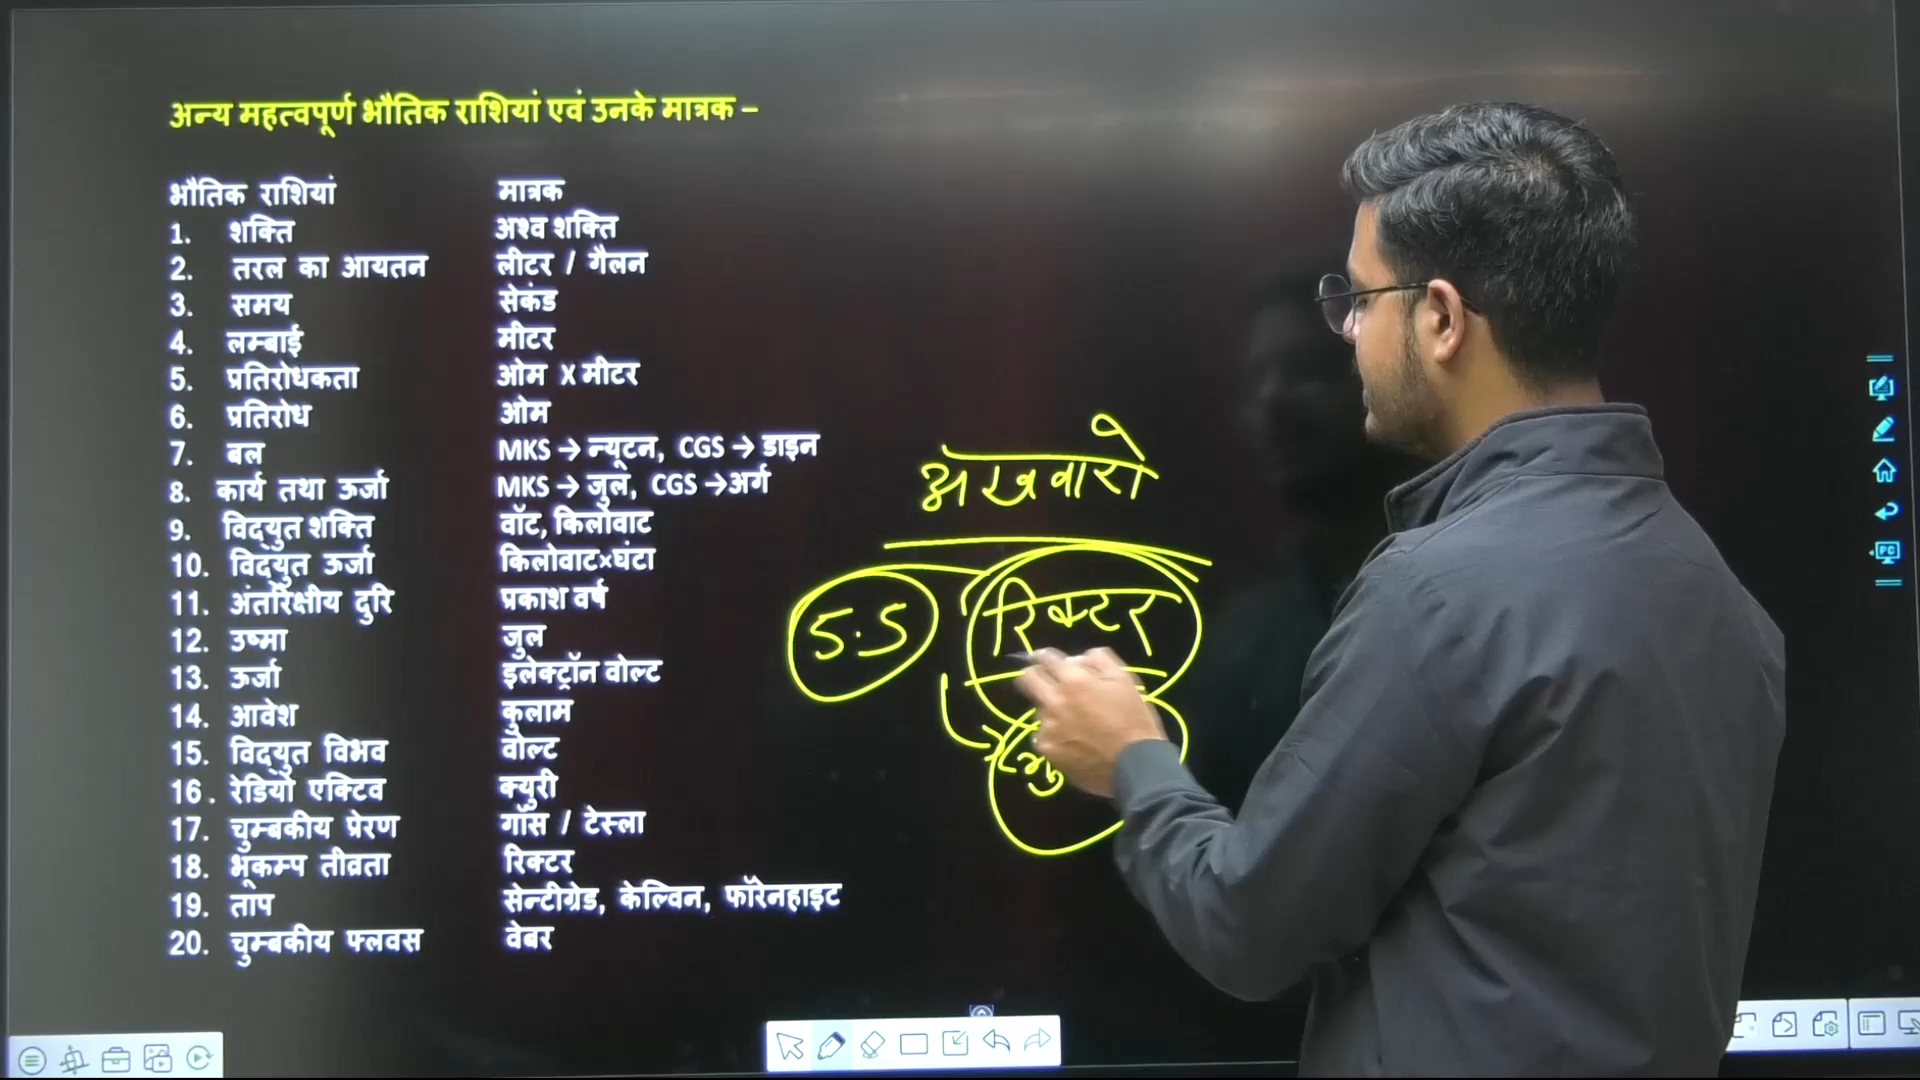 अन्य महत्वपूर्ण भौतिक राशियां एवं उनके मात्रक –
भौतिक राशियां मात्रक
1. शक्ति अश्व शक्ति
2. तरल का आयतन लीटर / गैलन
3. समय सेकंड
4. लम्बाई मीटर
5. प्रतिरोधकता ओम X मीटर
6. प्रतिरोध ओम
7. बल MKS → न्यूटन, CGS → डाइन
8. कार्य तथा ऊर्जा MKS → जुल, CGS →अर्ग
9. विद्युत शक्ति वॉट, किलोवाट
10. विद्युत ऊर्जा किलोवाट×घंटा
11. अंतरिक्षीय दुरि प्रकाश वर्ष
12. उष्मा जुल
13. ऊर्जा इलेक्ट्रॉन वोल्ट
14. आवेश कुलाम
15. विद्युत विभव वोल्ट
16. रेडियो एक्टिव क्युरी
17. चुम्बकीय प्रेरण गॉस / टेस्ला
18. भूकम्प तीव्रता रिक्टर
19. ताप सेन्टीग्रेड, केल्विन, फॉरेनहाइट
20. चुम्बकीय फ्लक्स वेबर
अखवारो
5.5 रिक्टर
PC